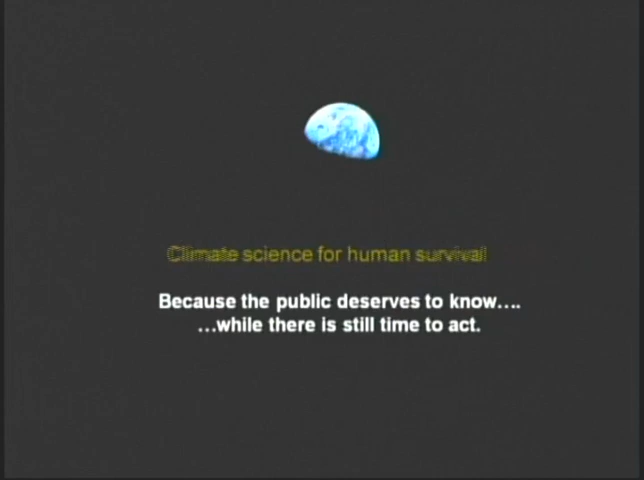 Climate science for human survival
Because the public deserves to know....
...while there is still time to act.